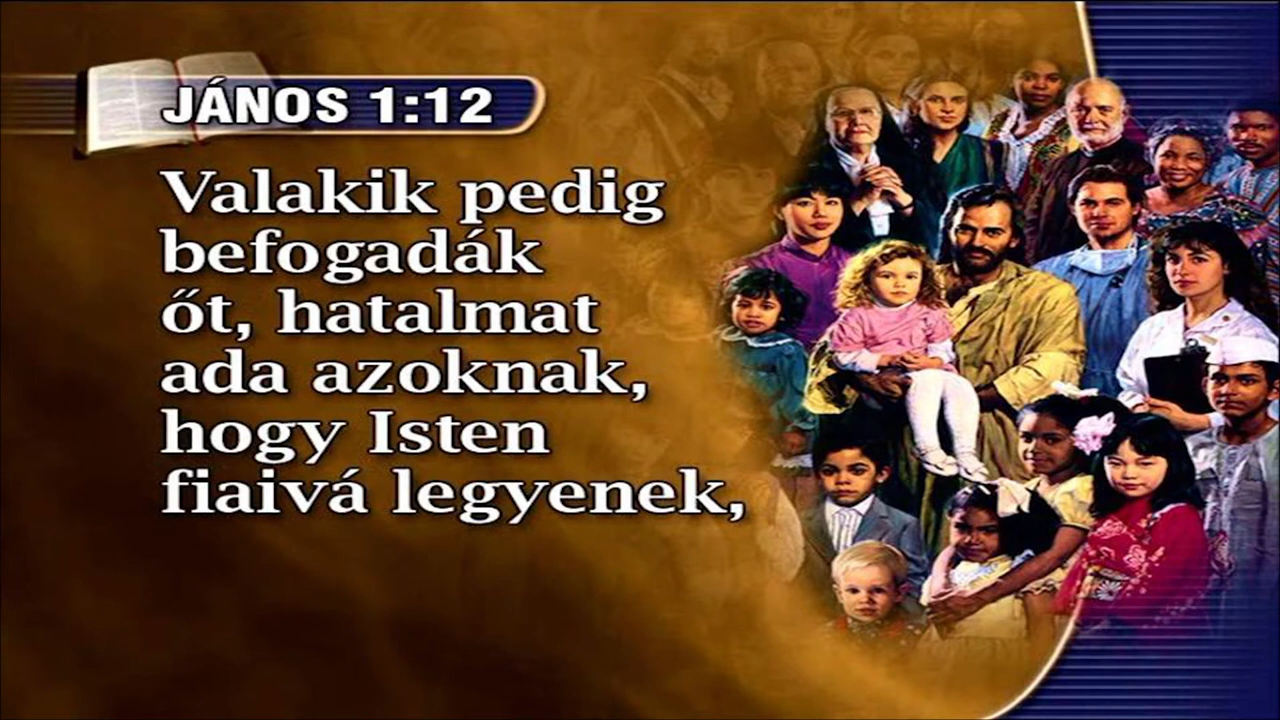 JÁNOS 1:12
Valakik pedig
befogadák
őt, hatalmat
ada azoknak,
hogy Isten
fiaivá legyenek,